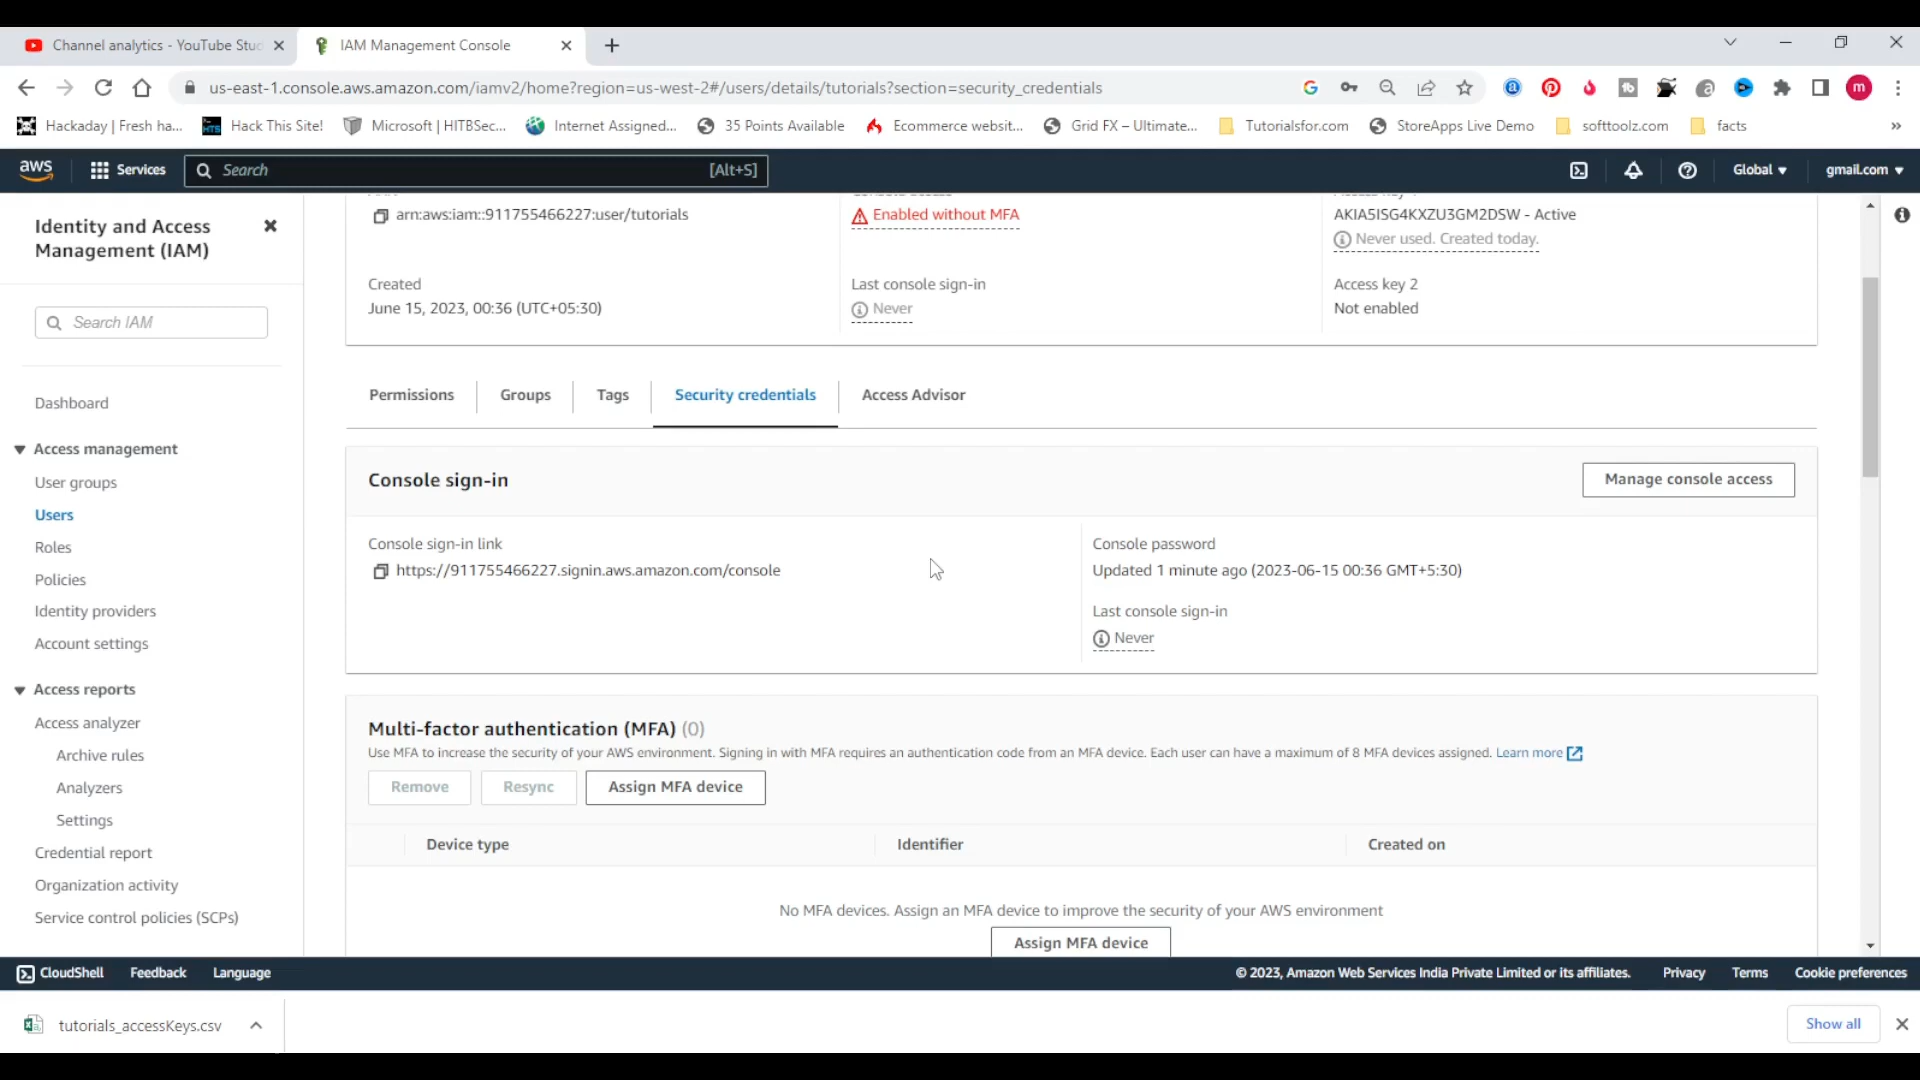 Channel analytics - YouTube Stu
IAM Management Console
us-east-1.console.aws.amazon.com/iamv2/home?region=us-west-2#/users/details/tutorials?section=security_credentials
Hackaday | Fresh ha...
Hack This Site!
Microsoft | HITBSec...
Internet Assigned...
35 Points Available
Ecommerce websit...
Grid FX – Ultimate...
Tutorialsfor.com
StoreApps Live Demo
softtoolz.com
facts
»
aws
Services
Search
[Alt+S]
Global
gmail.com
Identity and Access
Management (IAM)
Search IAM
Dashboard
Access management
User groups
Users
Roles
Policies
Identity providers
Account settings
Access reports
Access analyzer
Archive rules
Analyzers
Settings
Credential report
Organization activity
Service control policies (SCPs)
arn:aws:iam::911755466227:user/tutorials
Enabled without MFA
AKIA5ISG4KXZU3GM2DSW - Active
Never used. Created today.
Created
June 15, 2023, 00:36 (UTC+05:30)
Last console sign-in
Never
Access key 2
Not enabled
Permissions
Groups
Tags
Security credentials
Access Advisor
Console sign-in
Manage console access
Console sign-in link
https://911755466227.signin.aws.amazon.com/console
Console password
Updated 1 minute ago (2023-06-15 00:36 GMT+5:30)
Last console sign-in
Never
Multi-factor authentication (MFA) (0)
Use MFA to increase the security of your AWS environment. Signing in with MFA requires an authentication code from an MFA device. Each user can have a maximum of 8 MFA devices assigned. Learn more
Remove
Resync
Assign MFA device
Device type
Identifier
Created on
No MFA devices. Assign an MFA device to improve the security of your AWS environment
Assign MFA device
CloudShell
Feedback
Language
© 2023, Amazon Web Services India Private Limited or its affiliates.
Privacy
Terms
Cookie preferences
tutorials_accessKeys.csv
Show all